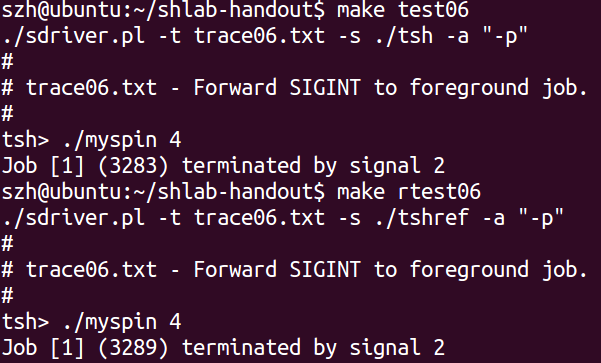 szh@ubuntu:~/shlab-handout$ make test06
./sdriver.pl -t trace06.txt -s ./tsh -a "-p"
#
# trace06.txt - Forward SIGINT to foreground job.
#
tsh> ./myspin 4
Job [1] (3283) terminated by signal 2
szh@ubuntu:~/shlab-handout$ make rtest06
./sdriver.pl -t trace06.txt -s ./tshref -a "-p"
#
# trace06.txt - Forward SIGINT to foreground job.
#
tsh> ./myspin 4
Job [1] (3289) terminated by signal 2